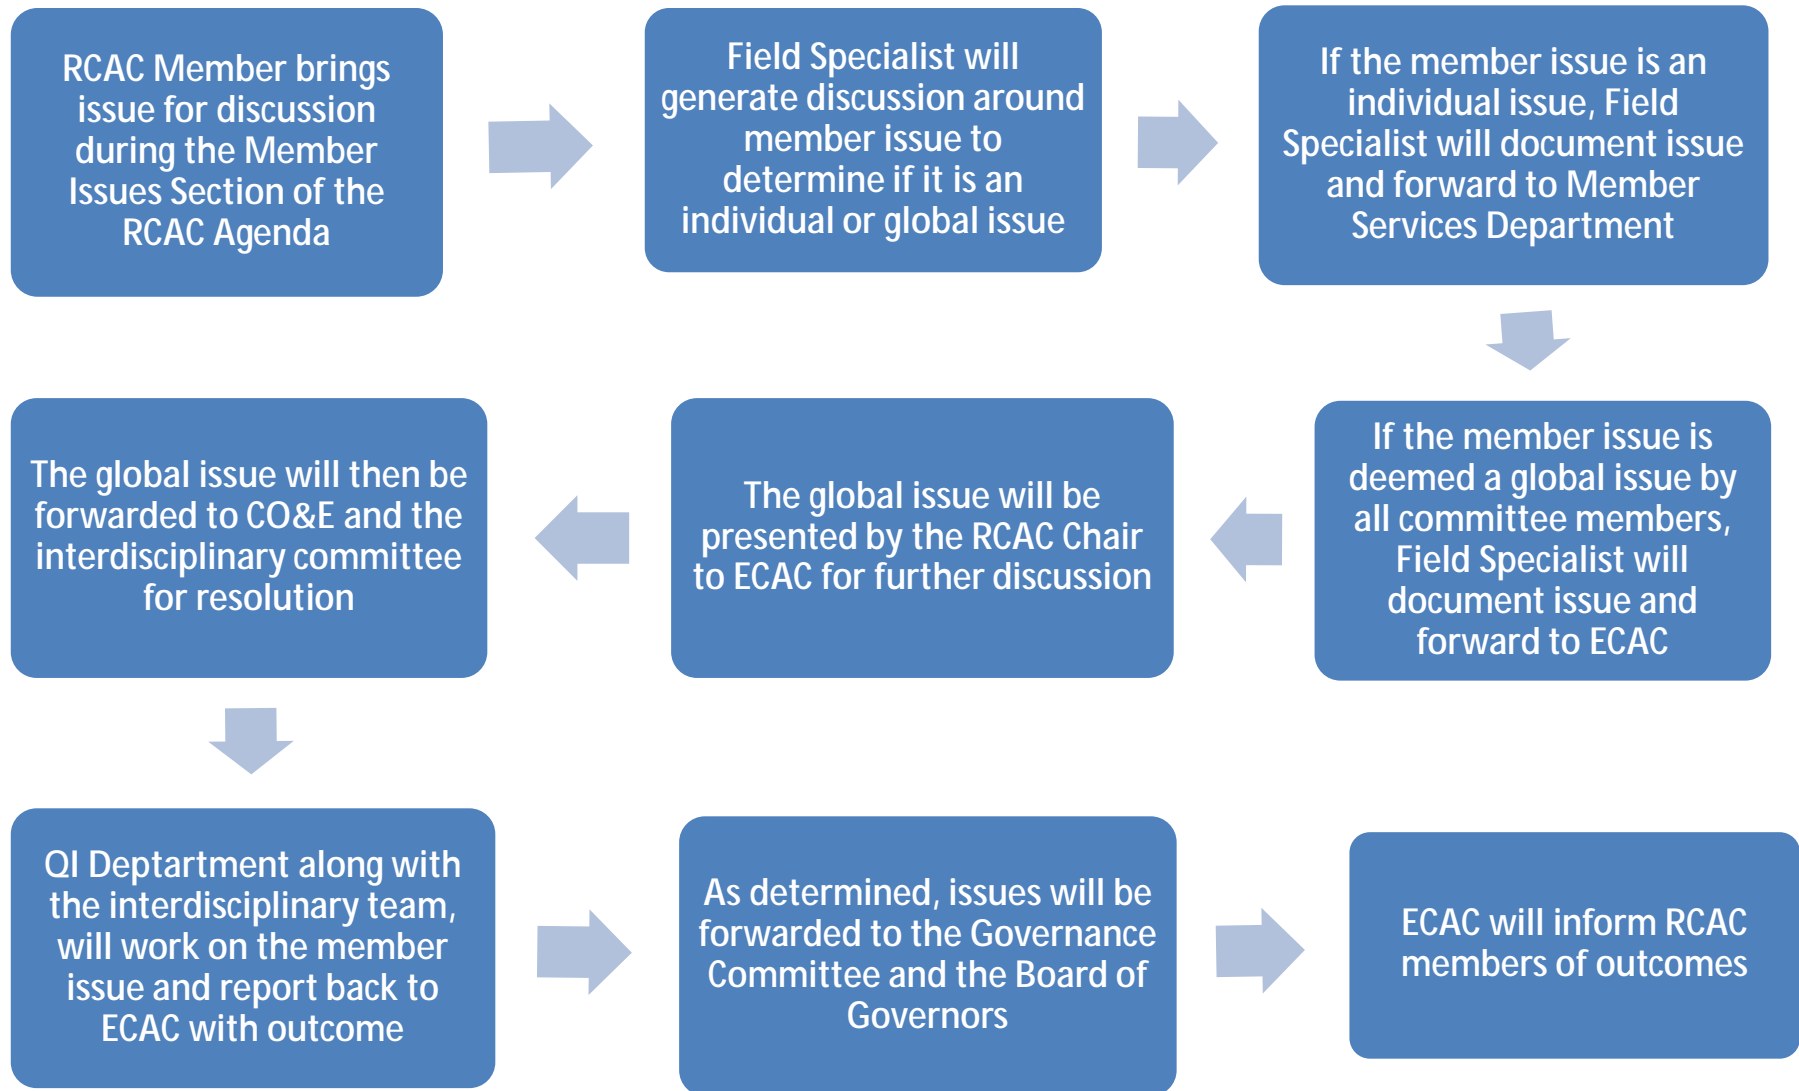 RCAC Member brings
issue for discussion
during the Member
Issues Section of the
RCAC Agenda
Field Specialist will
generate discussion around
member issue to
determine if it is an
individual or global issue
If the member issue is an
individual issue, Field
Specialist will document issue
and forward to Member
Services Department
If the member issue is
deemed a global issue by
all committee members,
Field Specialist will
document issue and
forward to ECAC
The global issue will be
presented by the RCAC Chair
to ECAC for further discussion
The global issue will then be
forwarded to CO&E and the
interdisciplinary committee
for resolution
QI Deptartment along with
the interdisciplinary team,
will work on the member
issue and report back to
ECAC with outcome
As determined, issues will be
forwarded to the Governance
Committee and the Board of
Governors
ECAC will inform RCAC
members of outcomes